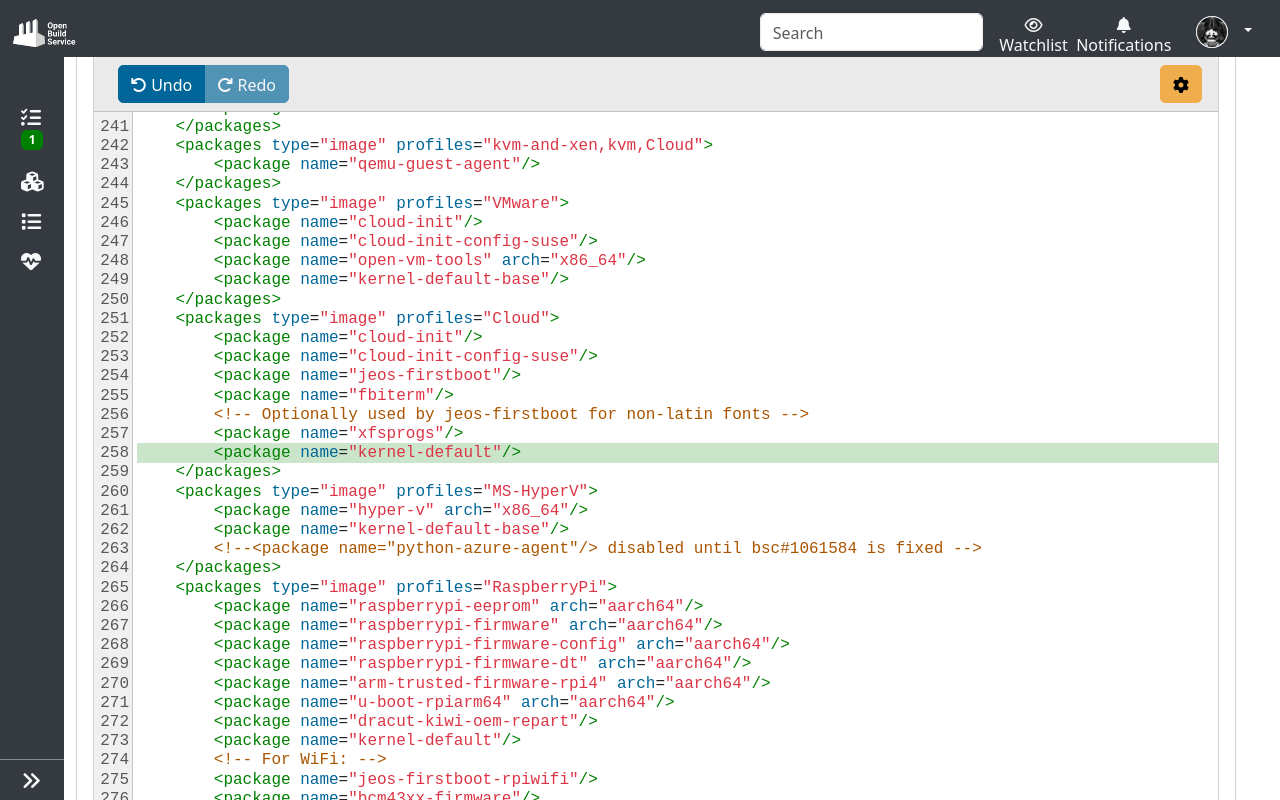 Open
Build
Service
Search
Watchlist
Notifications
Undo
Redo
1
241     </packages>
242     <packages type="image" profiles="kvm-and-xen,kvm,Cloud">
243         <package name="qemu-guest-agent"/>
244     </packages>
245     <packages type="image" profiles="VMware">
246         <package name="cloud-init"/>
247         <package name="cloud-init-config-suse"/>
248         <package name="open-vm-tools" arch="x86_64"/>
249         <package name="kernel-default-base"/>
250     </packages>
251     <packages type="image" profiles="Cloud">
252         <package name="cloud-init"/>
253         <package name="cloud-init-config-suse"/>
254         <package name="jeos-firstboot"/>
255         <package name="fbiterm"/>
256         <!-- Optionally used by jeos-firstboot for non-latin fonts -->
257         <package name="xfsprogs"/>
258         <package name="kernel-default"/>
259     </packages>
260     <packages type="image" profiles="MS-HyperV">
261         <package name="hyper-v" arch="x86_64"/>
262         <package name="kernel-default-base"/>
263         <!--<package name="python-azure-agent"/> disabled until bsc#1061584 is fixed -->
264     </packages>
265     <packages type="image" profiles="RaspberryPi">
266         <package name="raspberrypi-eeprom" arch="aarch64"/>
267         <package name="raspberrypi-firmware" arch="aarch64"/>
268         <package name="raspberrypi-firmware-config" arch="aarch64"/>
269         <package name="raspberrypi-firmware-dt" arch="aarch64"/>
270         <package name="arm-trusted-firmware-rpi4" arch="aarch64"/>
271         <package name="u-boot-rpiarm64" arch="aarch64"/>
272         <package name="dracut-kiwi-oem-repart"/>
273         <package name="kernel-default"/>
274         <!-- For WiFi: -->
275         <package name="jeos-firstboot-rpiwifi"/>
276         <package name="bcm43xx-firmware"/>